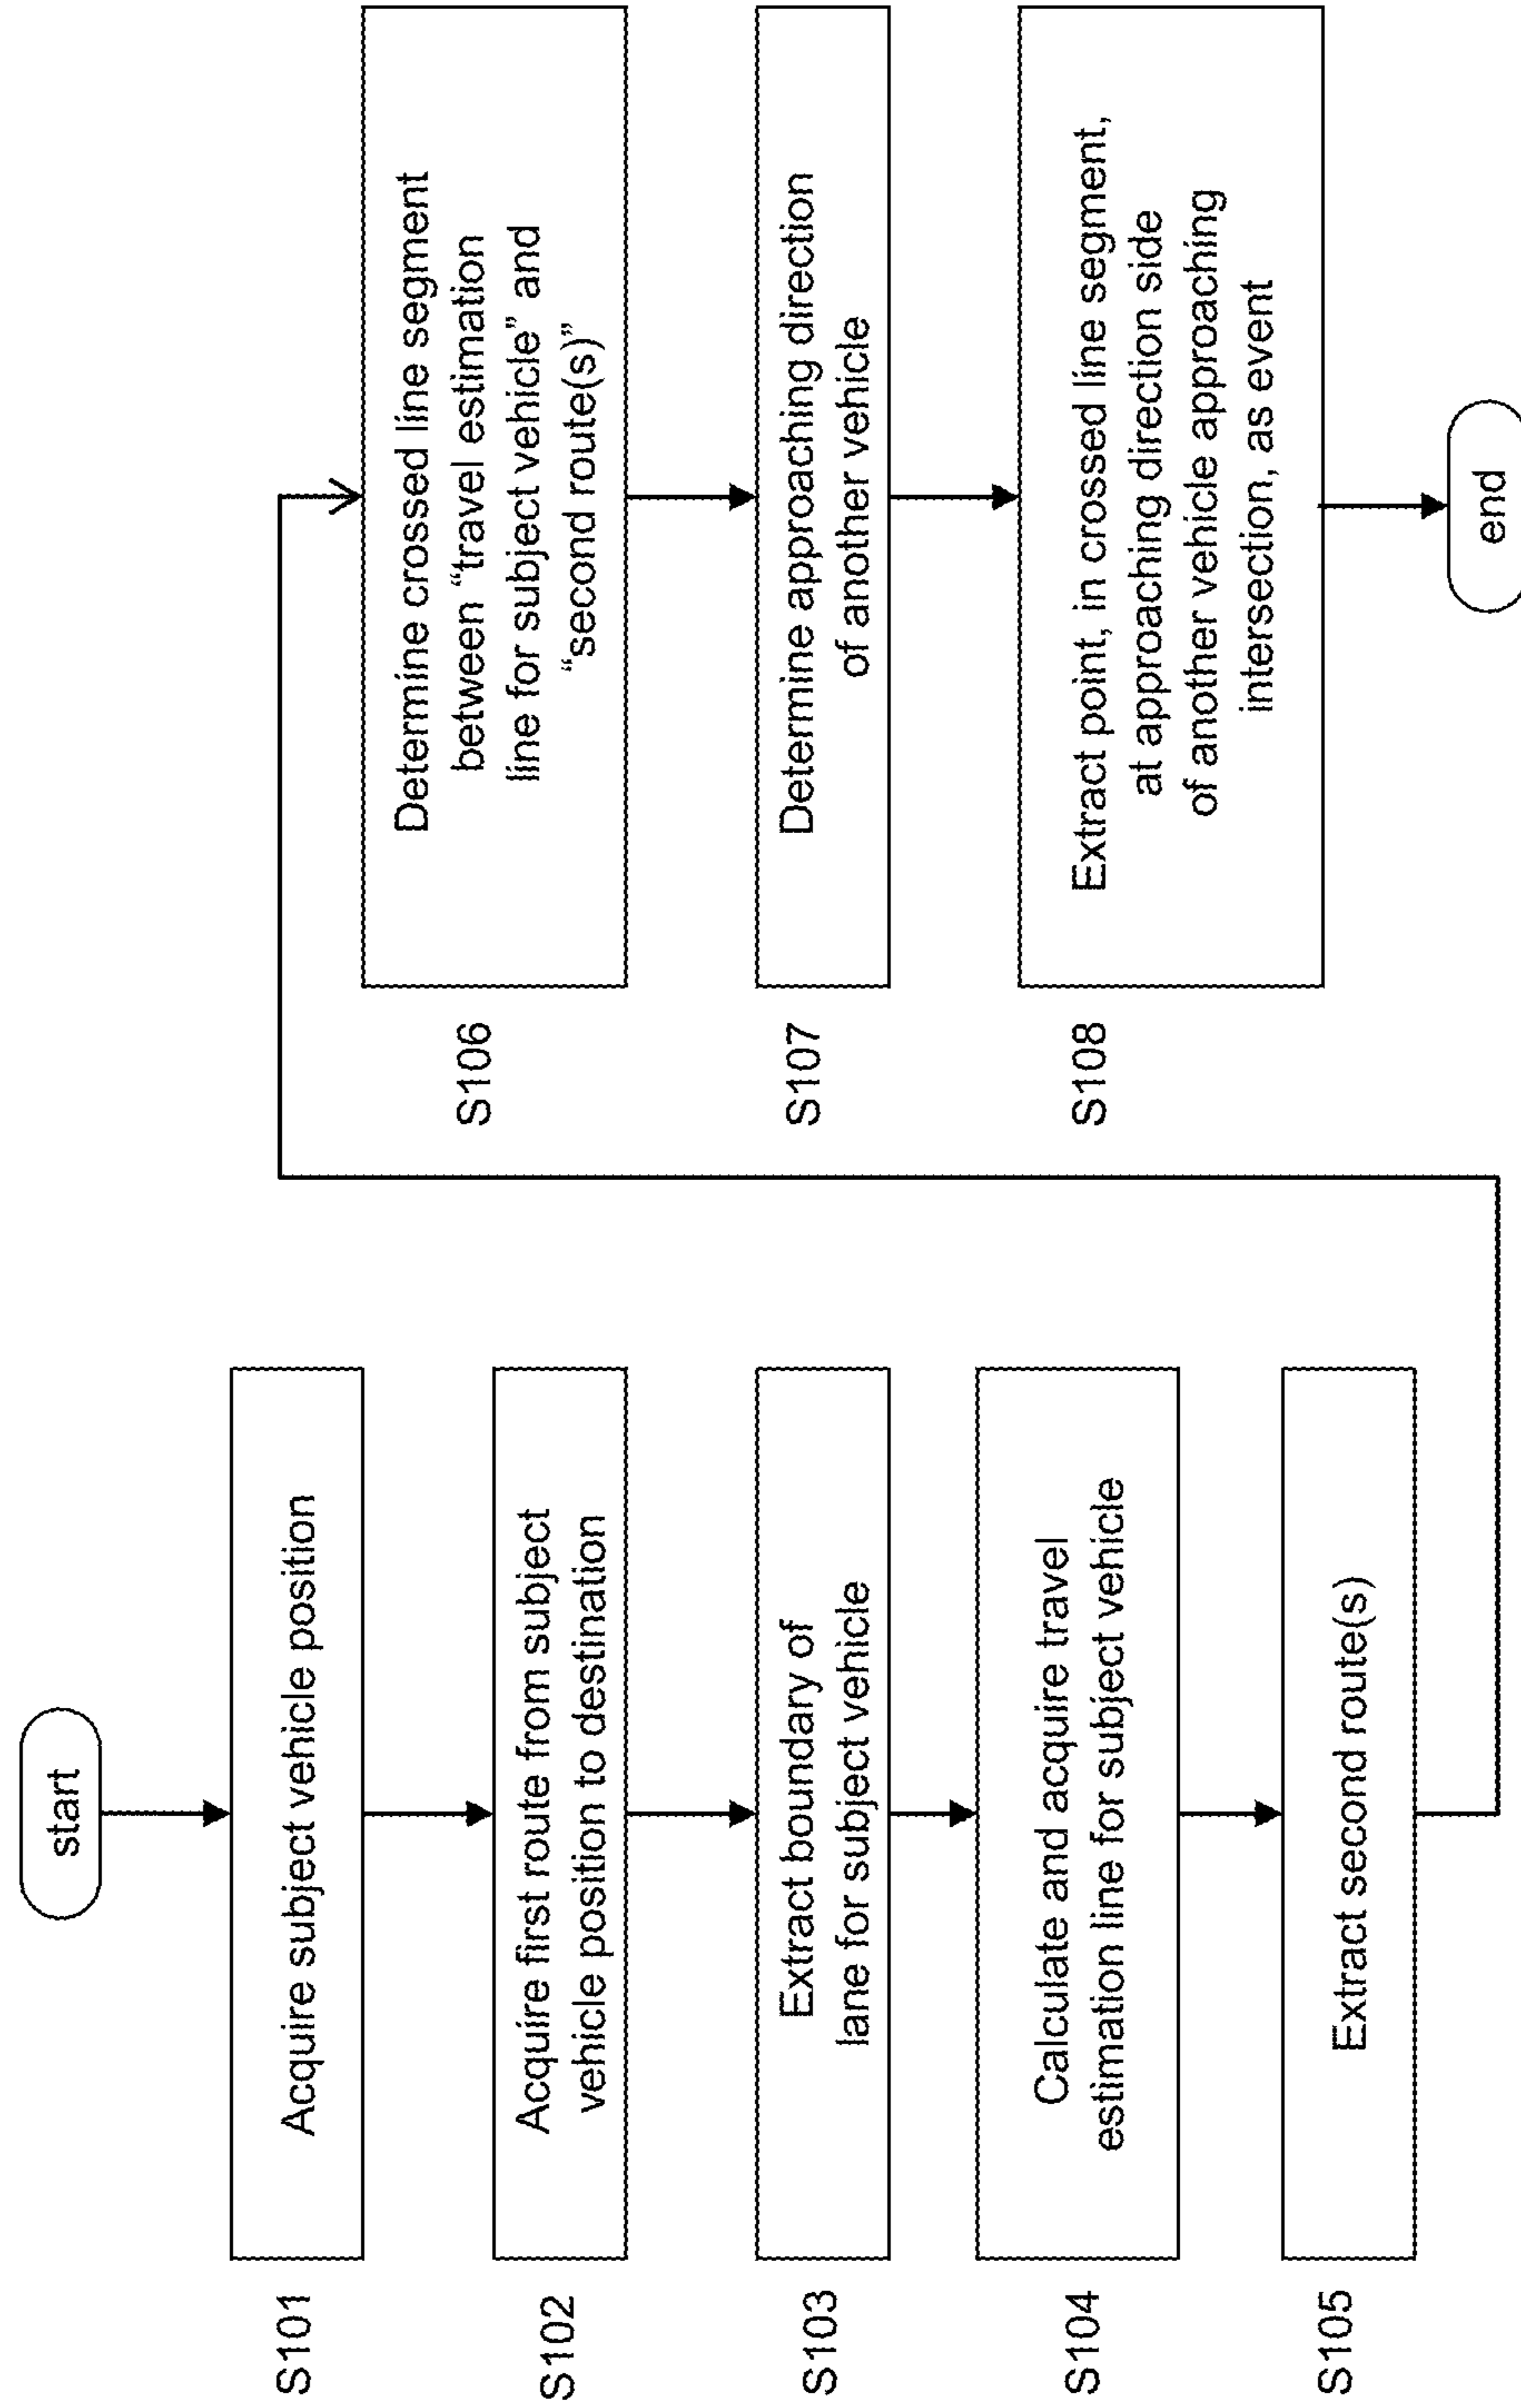 start
S101
Acquire subject vehicle position
S102
Acquire first route from subject
vehicle position to destination
S103
Extract boundary of
lane for subject vehicle
S104
Calculate and acquire travel
estimation line for subject vehicle
S105
Extract second route(s)
S106
Determine crossed line segment
between “travel estimation
line for subject vehicle” and
“second route(s)”
S107
Determine approaching direction
of another vehicle
S108
Extract point, in crossed line segment,
at approaching direction side
of another vehicle approaching
intersection, as event
end